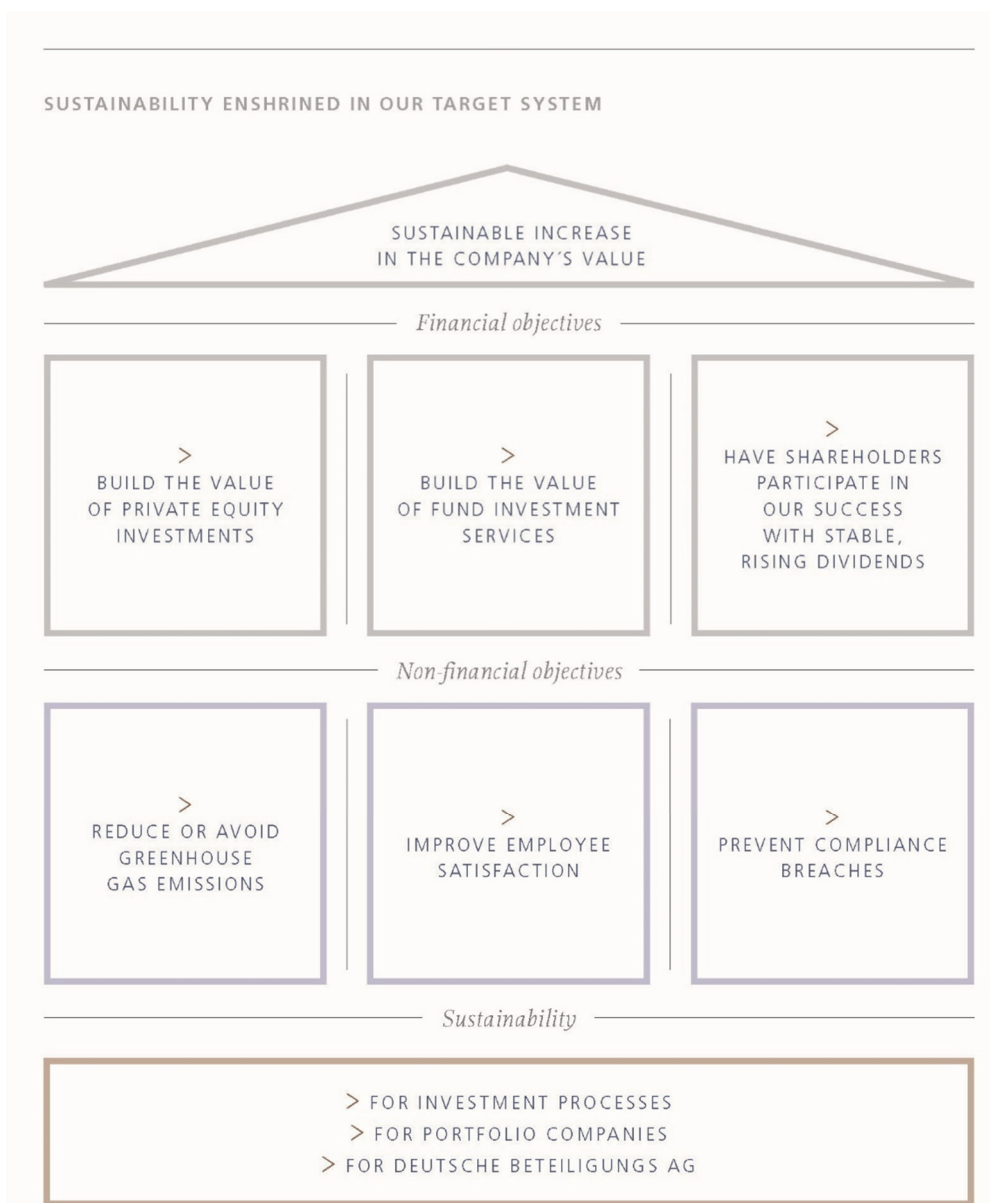 SUSTAINABILITY ENSHRINED IN OUR TARGET SYSTEM
SUSTAINABLE INCREASE
IN THE COMPANY´S VALUE
Financial objectives
>
BUILD THE VALUE
OF PRIVATE EQUITY
INVESTMENTS
>
BUILD THE VALUE
OF FUND INVESTMENT
SERVICES
>
HAVE SHAREHOLDERS
PARTICIPATE IN
OUR SUCCESS
WITH STABLE,
RISING DIVIDENDS
Non-financial objectives
>
REDUCE OR AVOID
GREENHOUSE
GAS EMISSIONS
>
IMPROVE EMPLOYEE
SATISFACTION
>
PREVENT COMPLIANCE
BREACHES
Sustainability
> FOR INVESTMENT PROCESSES
> FOR PORTFOLIO COMPANIES
> FOR DEUTSCHE BETEILIGUNGS AG